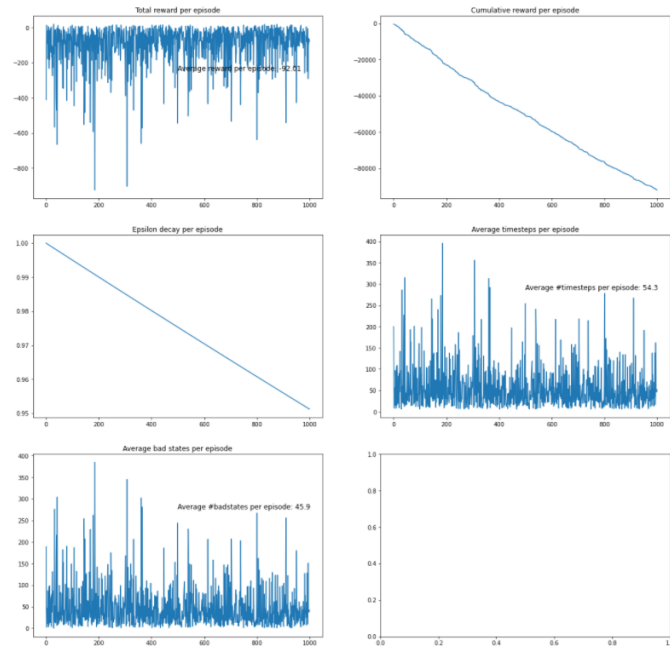 Total reward per episode
0
−200
−400
−600
−800
Average reward per episode: -92.01
0 200 400 600 800 1000
Cumulative reward per episode
0
−20000
−40000
−60000
−80000
0 200 400 600 800 1000
Epsilon decay per episode
1.00
0.99
0.98
0.97
0.96
0.95
0 200 400 600 800 1000
Average timesteps per episode
400
350
300
250
200
150
100
50
0
Average #timesteps per episode: 54.3
0 200 400 600 800 1000
Average bad states per episode
400
350
300
250
200
150
100
50
0
Average #badstates per episode: 45.9
0 200 400 600 800 1000
1.0
0.8
0.6
0.4
0.2
0.0
0.0 0.2 0.4 0.6 0.8 1.0